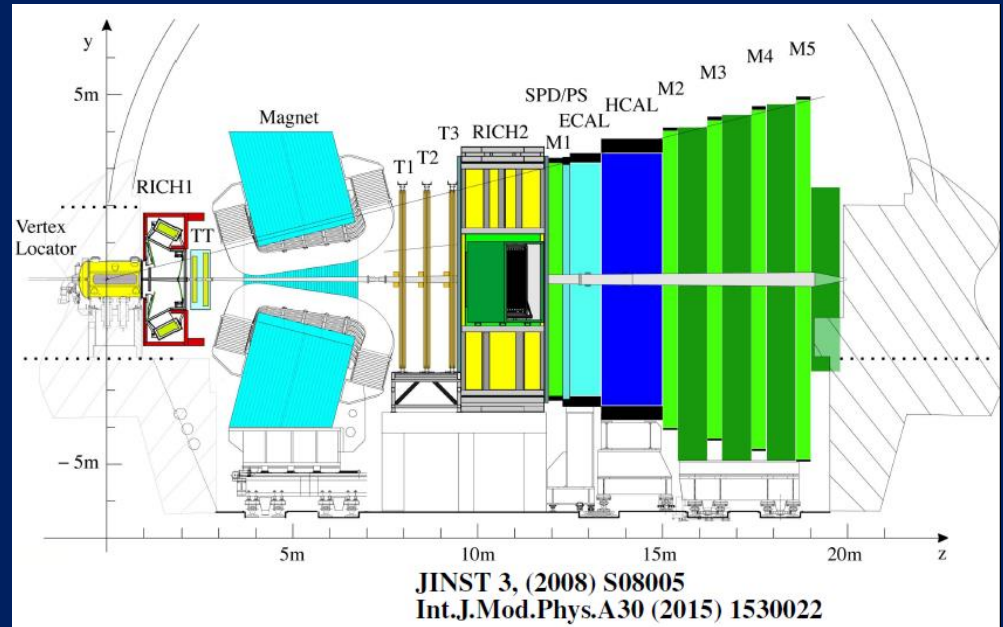 y
5m
Magnet
T1
T2
T3
RICH2
SPD/PS
ECAL
M1
HCAL
M2
M3
M4
M5
RICH1
TT
Vertex
Locator
– 5m
5m
10m
15m
20m
z
JINST 3, (2008) S08005
Int.J.Mod.Phys.A30 (2015) 1530022